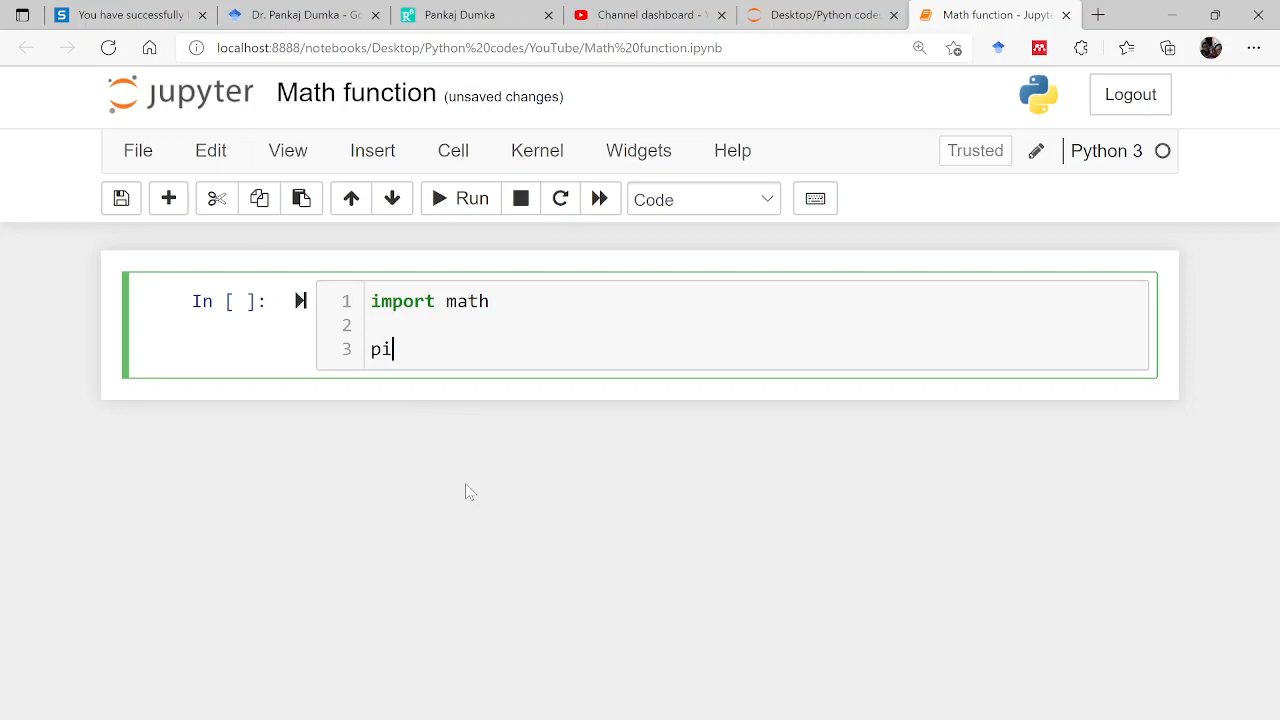 You have successfully
Dr. Pankaj Dumka - Go
Pankaj Dumka
Channel dashboard -
Desktop/Python codes
Math function - Jupyte
localhost:8888/notebooks/Desktop/Python%20codes/YouTube/Math%20function.ipynb
jupyter Math function (unsaved changes)
Logout
File Edit View Insert Cell Kernel Widgets Help
Trusted
Python 3
Run
Code
In [ ]:
1 import math
2
3 pi